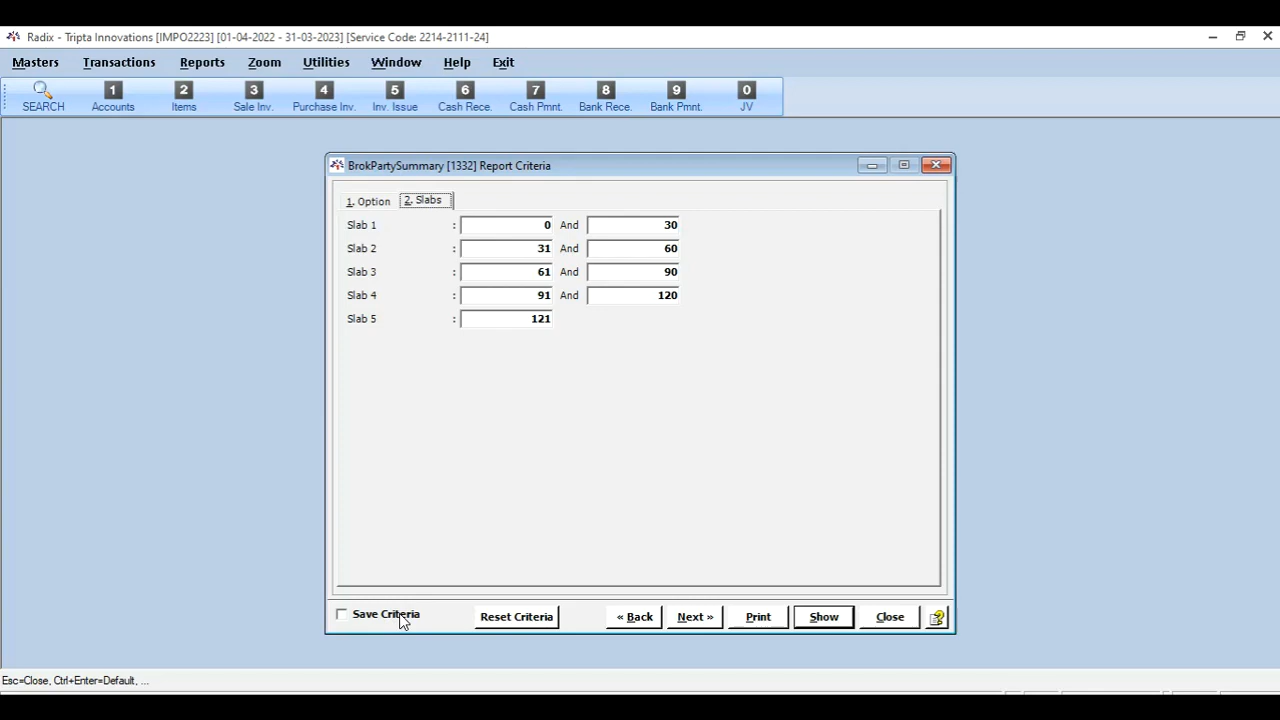 Radix - Tripta Innovations [IMPO2223] [01-04-2022 - 31-03-2023] [Service Code: 2214-2111-24]
Masters Transactions Reports Zoom Utilities Window Help Exit
1 2 3 4 5 6 7 8 9 0
SEARCH Accounts Items Sale Inv. Purchase Inv. Inv. Issue Cash Rece. Cash Pmnt. Bank Rece. Bank Pmnt. JV
BrokPartySummary [1332] Report Criteria
1. Option 2. Slabs
Slab 1 : 0 And 30
Slab 2 : 31 And 60
Slab 3 : 61 And 90
Slab 4 : 91 And 120
Slab 5 : 121
Save Criteria Reset Criteria « Back Next » Print Show Close
Esc=Close, Ctrl+Enter=Default, ...